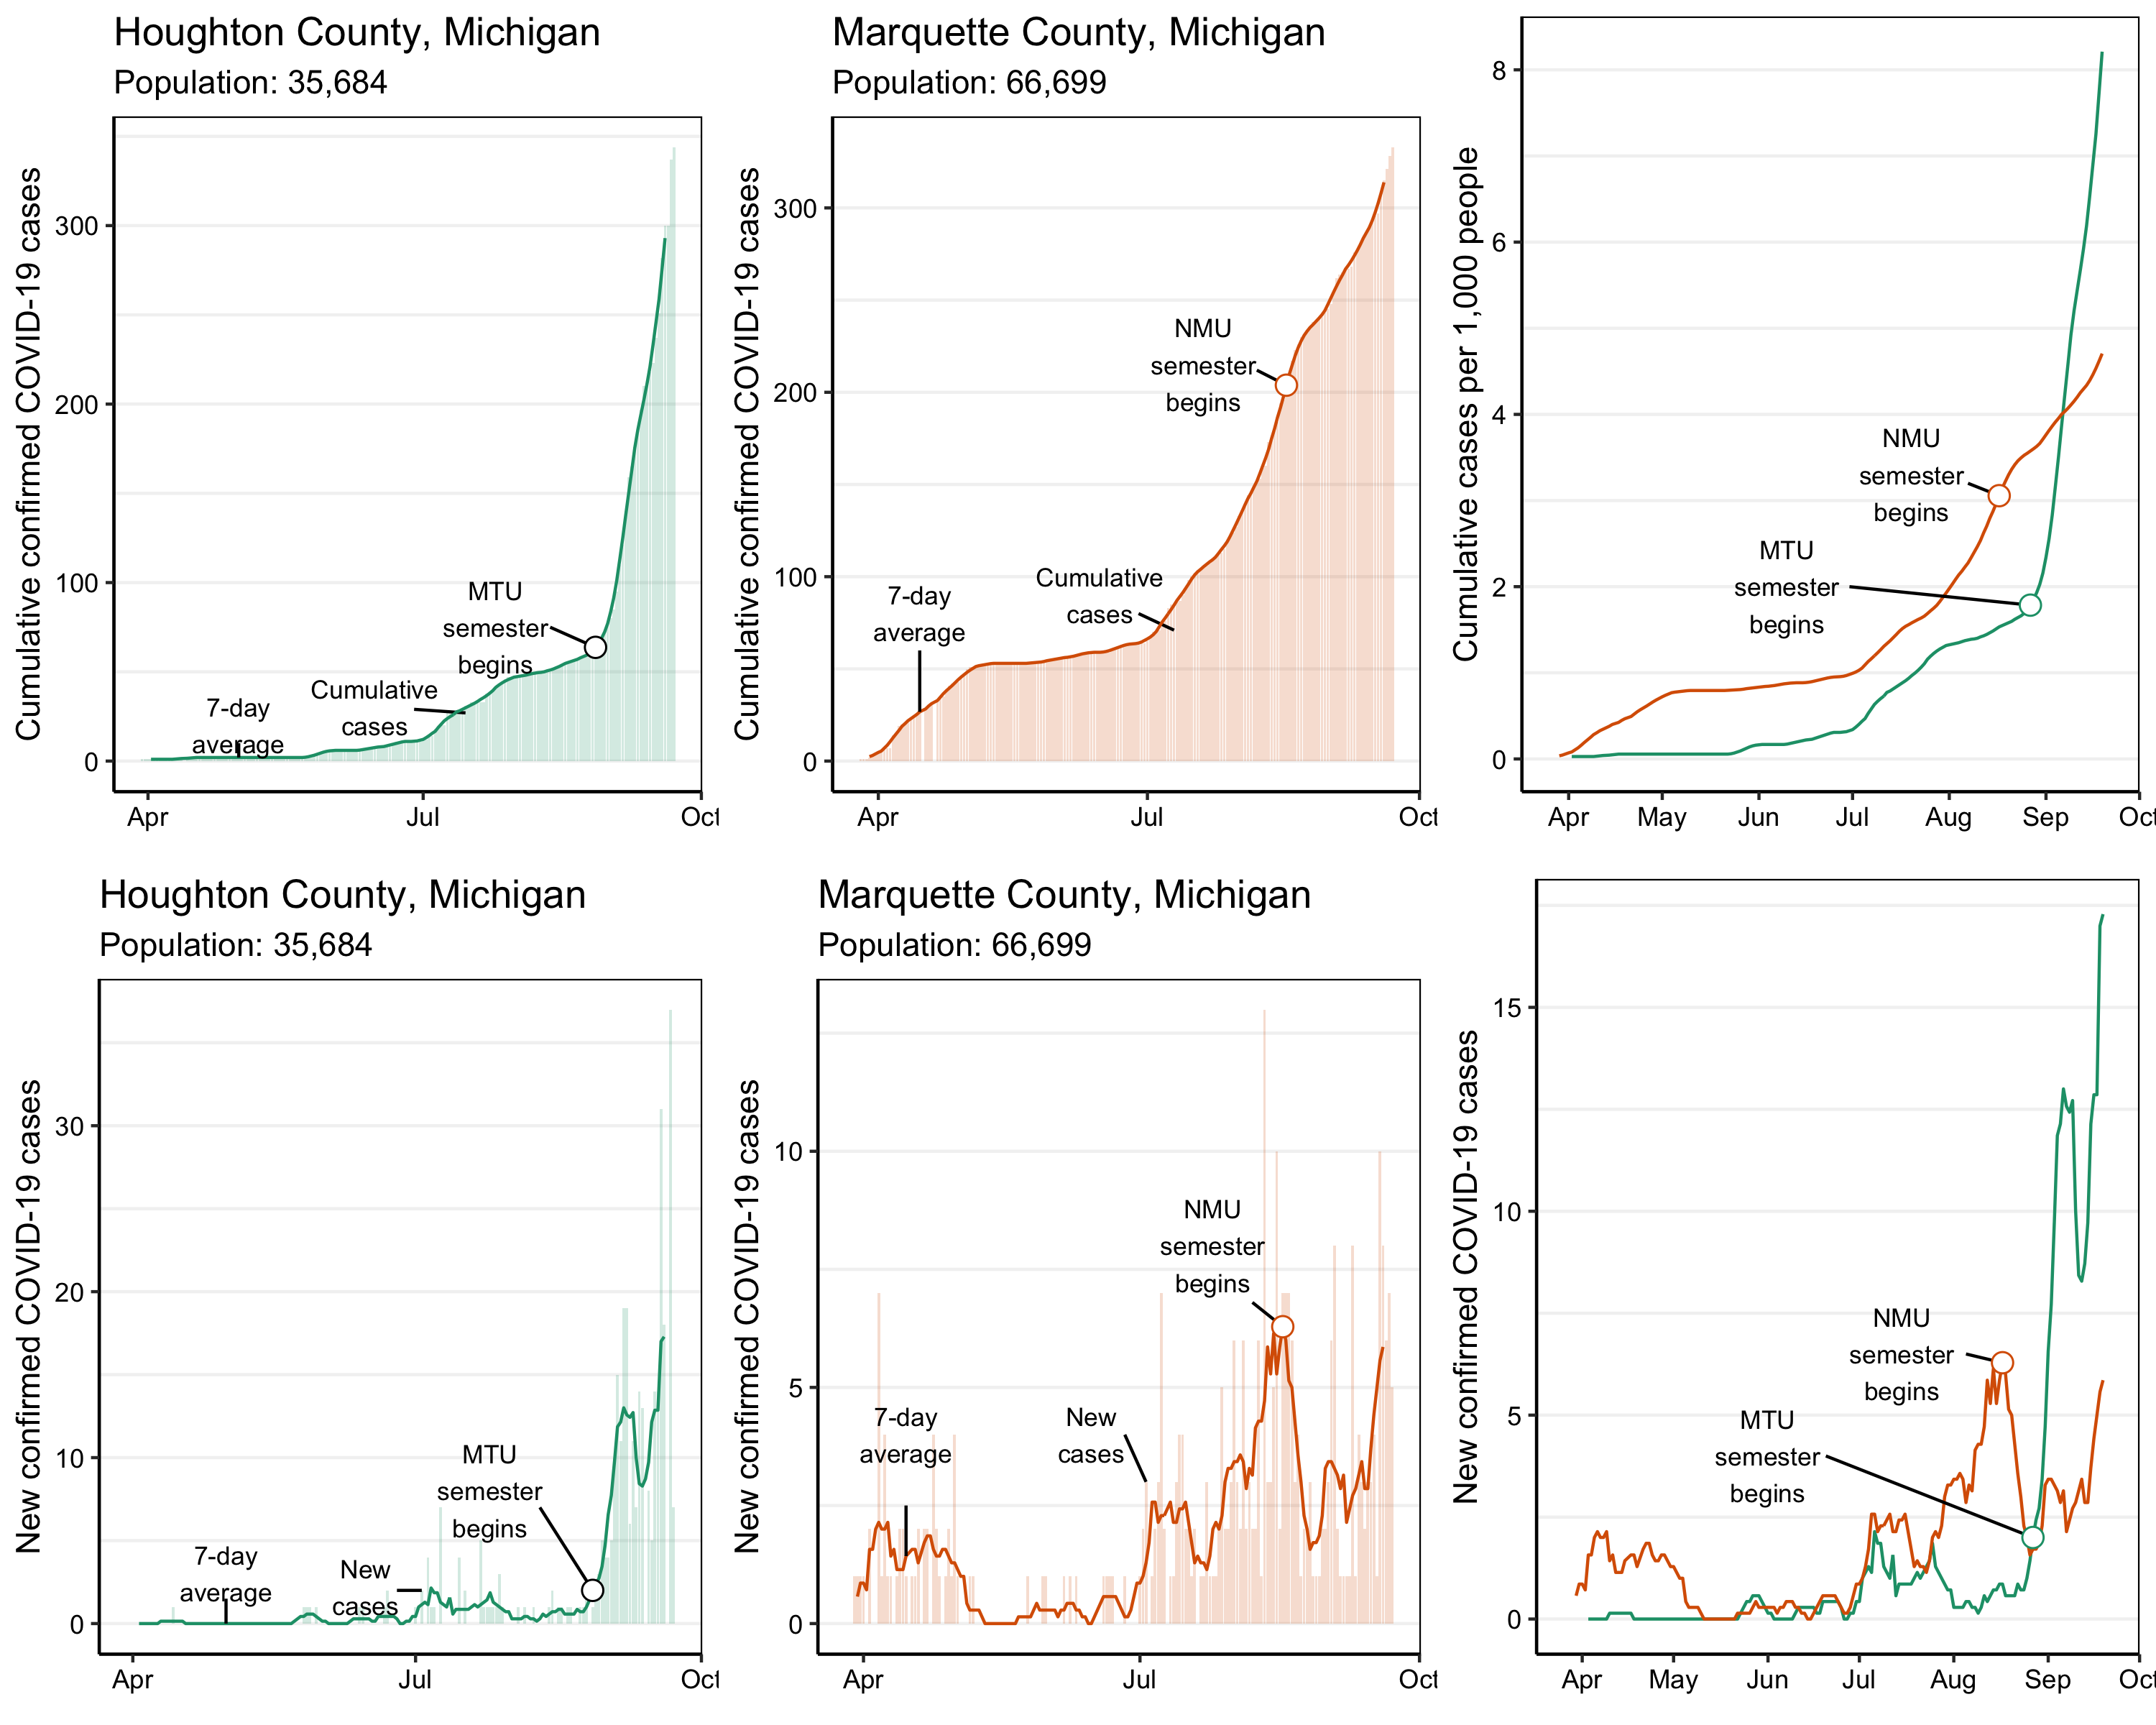 Houghton County, Michigan
Population: 35,684
Cumulative confirmed COVID-19 cases
300
200
100
0
MTU
semester
begins
Cumulative
cases
7-day
average
Apr
Jul
Oct
Marquette County, Michigan
Population: 66,699
Cumulative confirmed COVID-19 cases
300
200
100
0
NMU
semester
begins
Cumulative
cases
7-day
average
Apr
Jul
Oct
Cumulative cases per 1,000 people
8
6
4
2
0
NMU
semester
begins
MTU
semester
begins
Apr
May
Jun
Jul
Aug
Sep
Oct
Houghton County, Michigan
Population: 35,684
New confirmed COVID-19 cases
30
20
10
0
MTU
semester
begins
7-day
average
New
cases
Apr
Jul
Oct
Marquette County, Michigan
Population: 66,699
New confirmed COVID-19 cases
10
5
0
NMU
semester
begins
7-day
average
New
cases
Apr
Jul
Oct
New confirmed COVID-19 cases
15
10
5
0
NMU
semester
begins
MTU
semester
begins
Apr
May
Jun
Jul
Aug
Sep
Oct